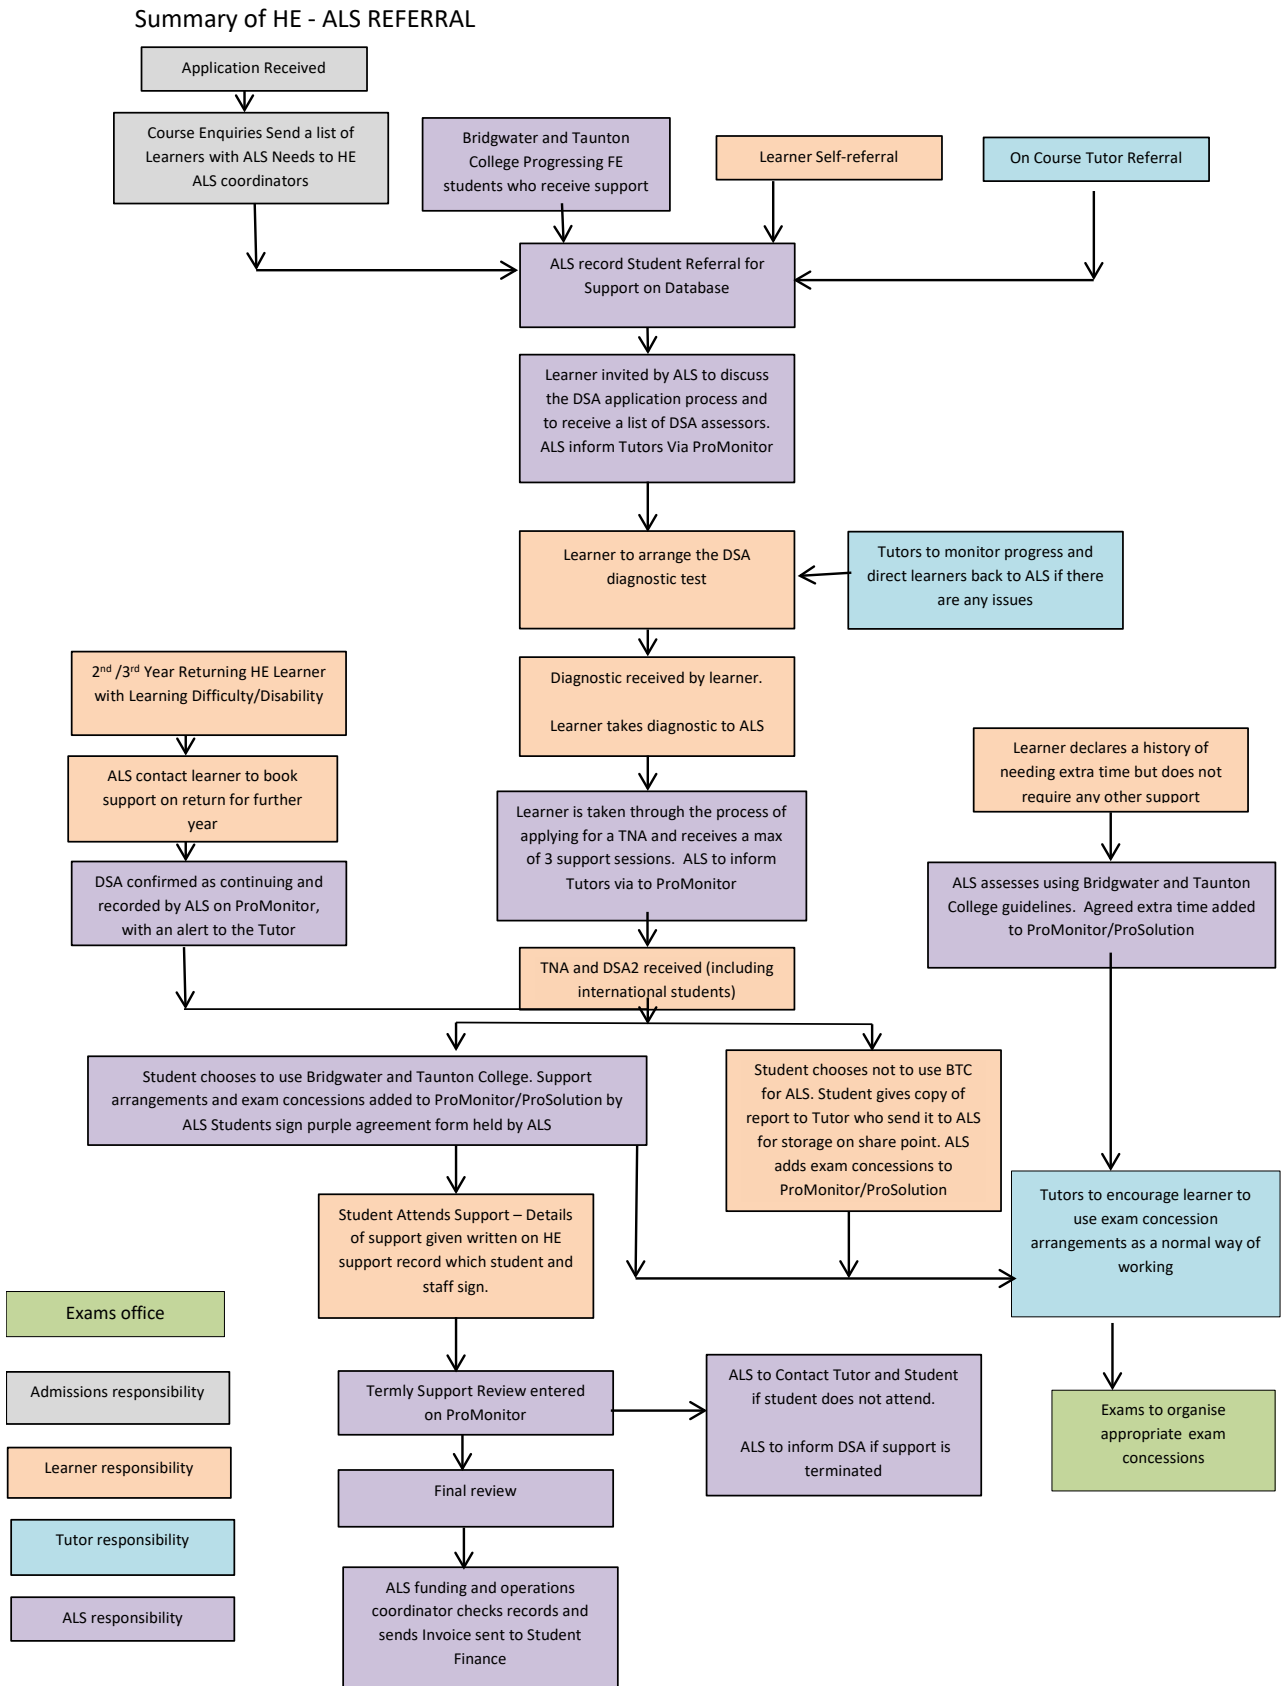 Summary of HE - ALS REFERRAL
Application Received
Course Enquiries Send a list of
Learners with ALS Needs to HE
ALS coordinators
Bridgwater and Taunton
College Progressing FE
students who receive support
Learner Self-referral
On Course Tutor Referral
ALS record Student Referral for
Support on Database
Learner invited by ALS to discuss
the DSA application process and
to receive a list of DSA assessors.
ALS inform Tutors Via ProMonitor
Learner to arrange the DSA
diagnostic test
Tutors to monitor progress and
direct learners back to ALS if there
are any issues
2nd /3rd Year Returning HE Learner
with Learning Difficulty/Disability
Diagnostic received by learner.
Learner takes diagnostic to ALS
Learner declares a history of
needing extra time but does not
require any other support
ALS contact learner to book
support on return for further
year
Learner is taken through the process of
applying for a TNA and receives a max
of 3 support sessions. ALS to inform
Tutors via to ProMonitor
DSA confirmed as continuing and
recorded by ALS on ProMonitor,
with an alert to the Tutor
ALS assesses using Bridgwater and Taunton
College guidelines. Agreed extra time added
to ProMonitor/ProSolution
TNA and DSA2 received (including
international students)
Student chooses to use Bridgwater and Taunton College. Support
arrangements and exam concessions added to ProMonitor/ProSolution by
ALS Students sign purple agreement form held by ALS
Student chooses not to use BTC
for ALS. Student gives copy of
report to Tutor who send it to ALS
for storage on share point. ALS
adds exam concessions to
ProMonitor/ProSolution
Tutors to encourage learner to
use exam concession
arrangements as a normal way of
working
Student Attends Support – Details
of support given written on HE
support record which student and
staff sign.
Exams office
Admissions responsibility
Termly Support Review entered
on ProMonitor
ALS to Contact Tutor and Student
if student does not attend.
ALS to inform DSA if support is
terminated
Exams to organise
appropriate exam
concessions
Learner responsibility
Final review
Tutor responsibility
ALS funding and operations
coordinator checks records and
sends Invoice sent to Student
Finance
ALS responsibility